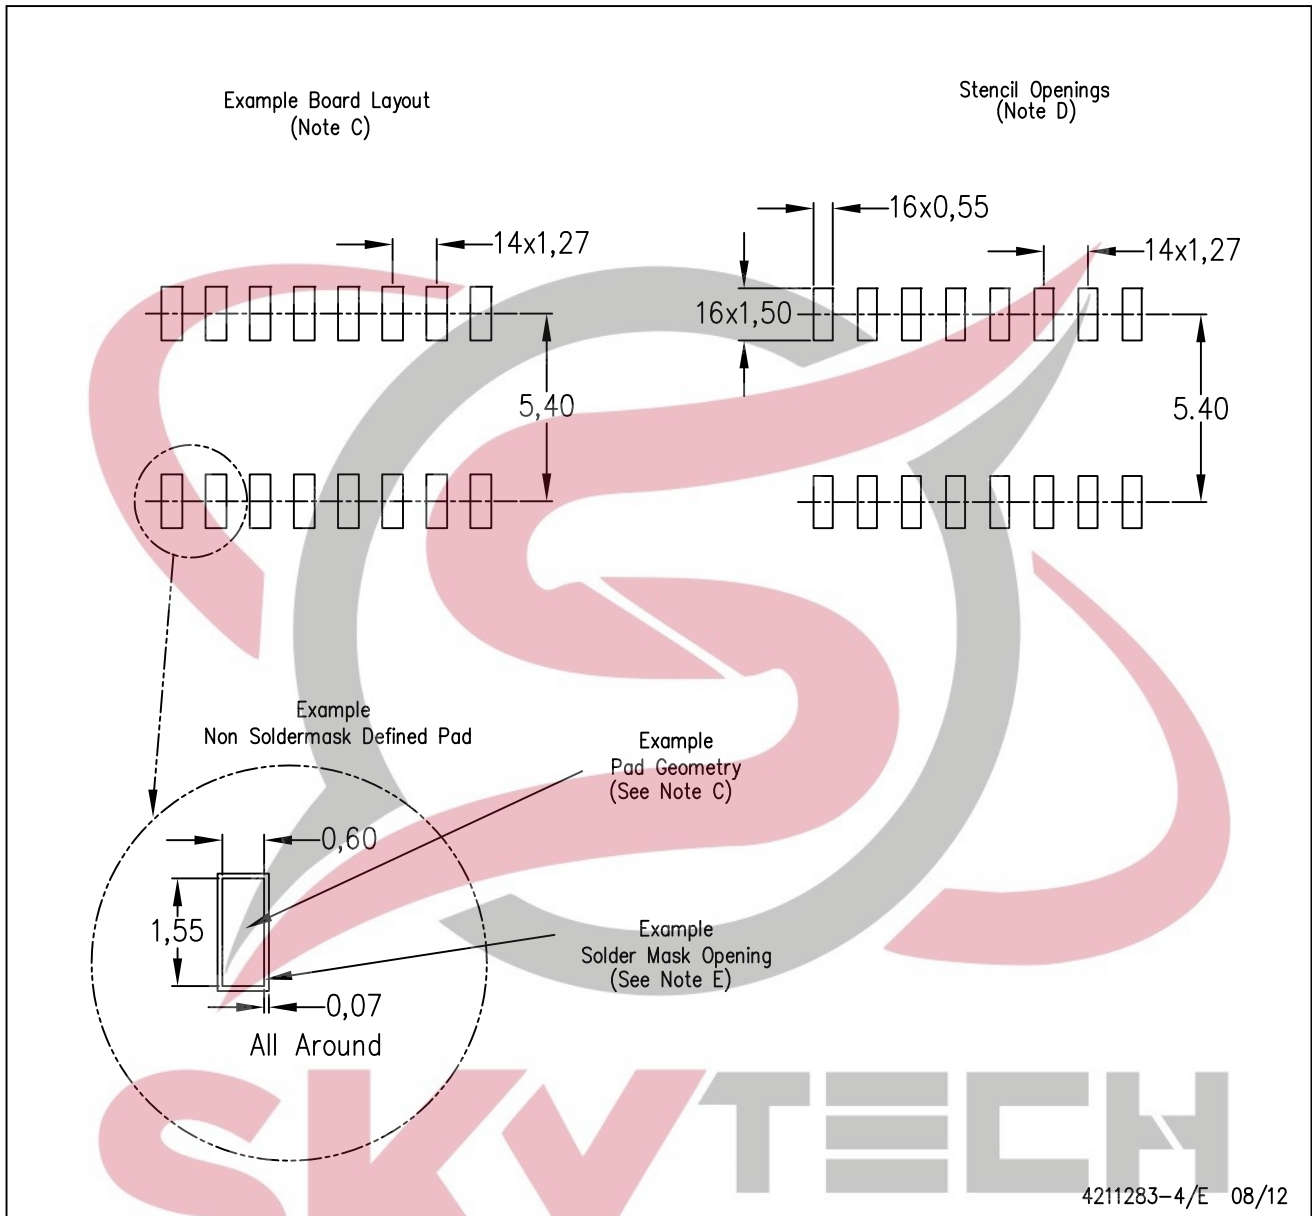 Example Board Layout
(Note C)
Stencil Openings
(Note D)
14x1,27
5,40
16x0,55
14x1,27
16x1,50
5.40
Example
Non Soldermask Defined Pad
Example
Pad Geometry
(See Note C)
0,60
1,55
Example
Solder Mask Opening
(See Note E)
0,07
All Around
SKYTECH
4211283-4/E 08/12